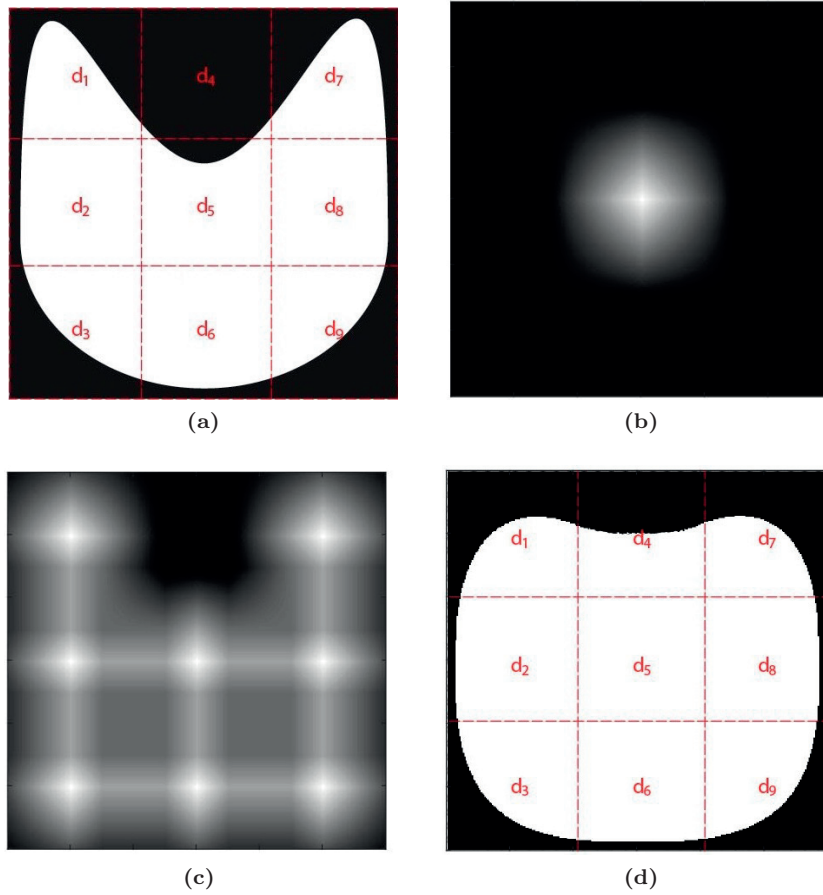 d₁ d₄ d₇
d₂ d₅ d₈
d₃ d₆ d₉
(a)
(b)
d₁ d₄ d₇
d₂ d₅ d₈
d₃ d₆ d₉
(c)
(d)